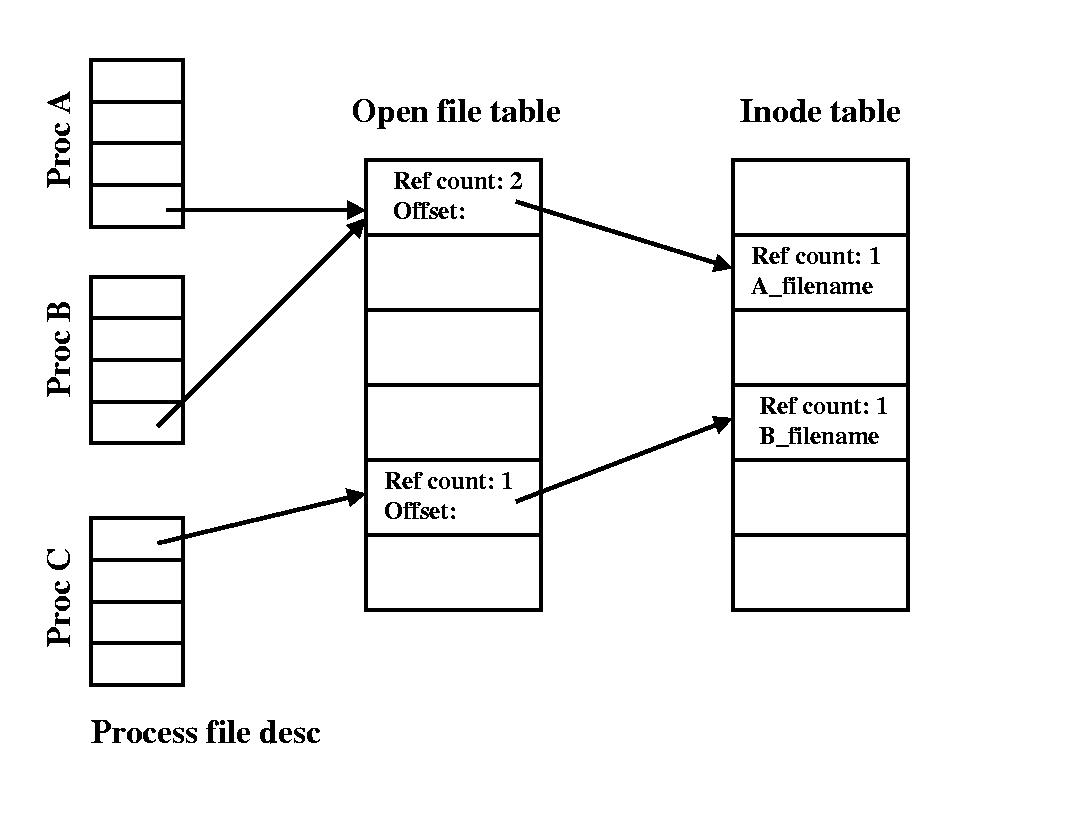 Proc A
Proc B
Proc C
Process file desc
Open file table
Ref count: 2
Offset:
Ref count: 1
Offset:
Inode table
Ref count: 1
A_filename
Ref count: 1
B_filename